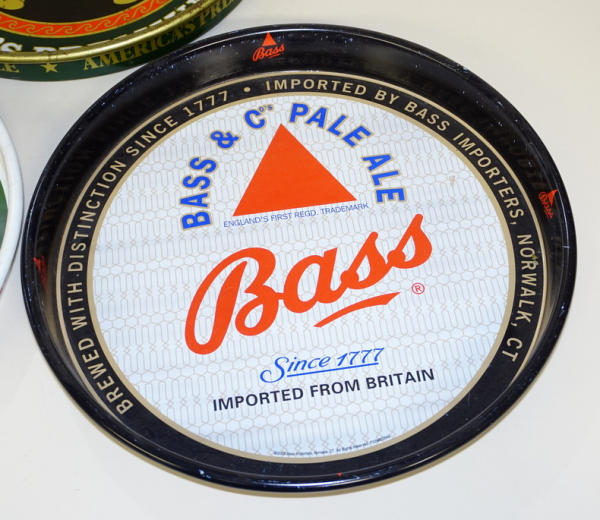 AMERICA'S
Bass
BREWED WITH DISTINCTION SINCE 1777 • IMPORTED BY BASS IMPORTERS, NORWALK, CT
BASS & Co's PALE ALE
ENGLAND'S FIRST REGD. TRADEMARK
Bass ®
Since 1777
IMPORTED FROM BRITAIN
Bass